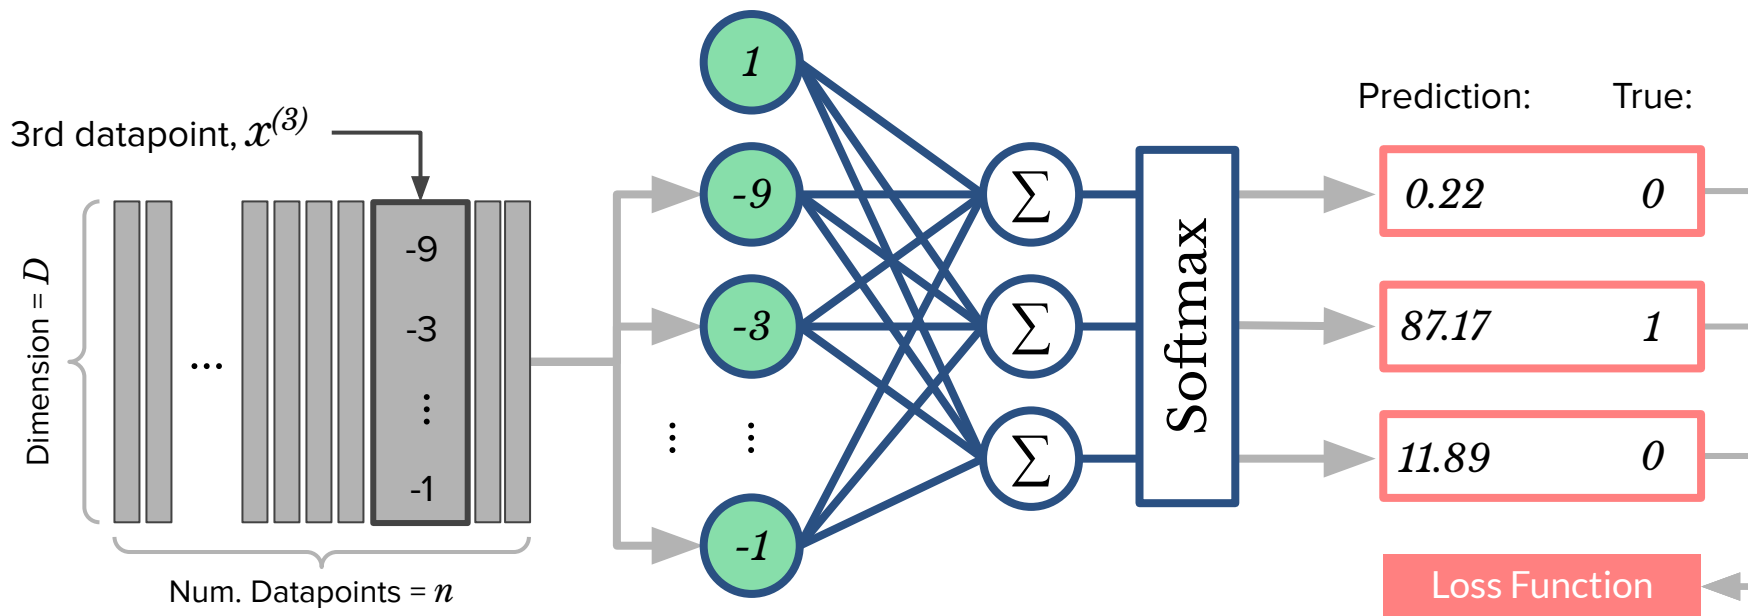 3rd datapoint, x^(3)
Dimension = D
...
-9
-3
...
-1
Num. Datapoints = n
1
-9
-3
... ...
-1
∑
∑
∑
Softmax
Prediction: True:
0.22 0
87.17 1
11.89 0
Loss Function